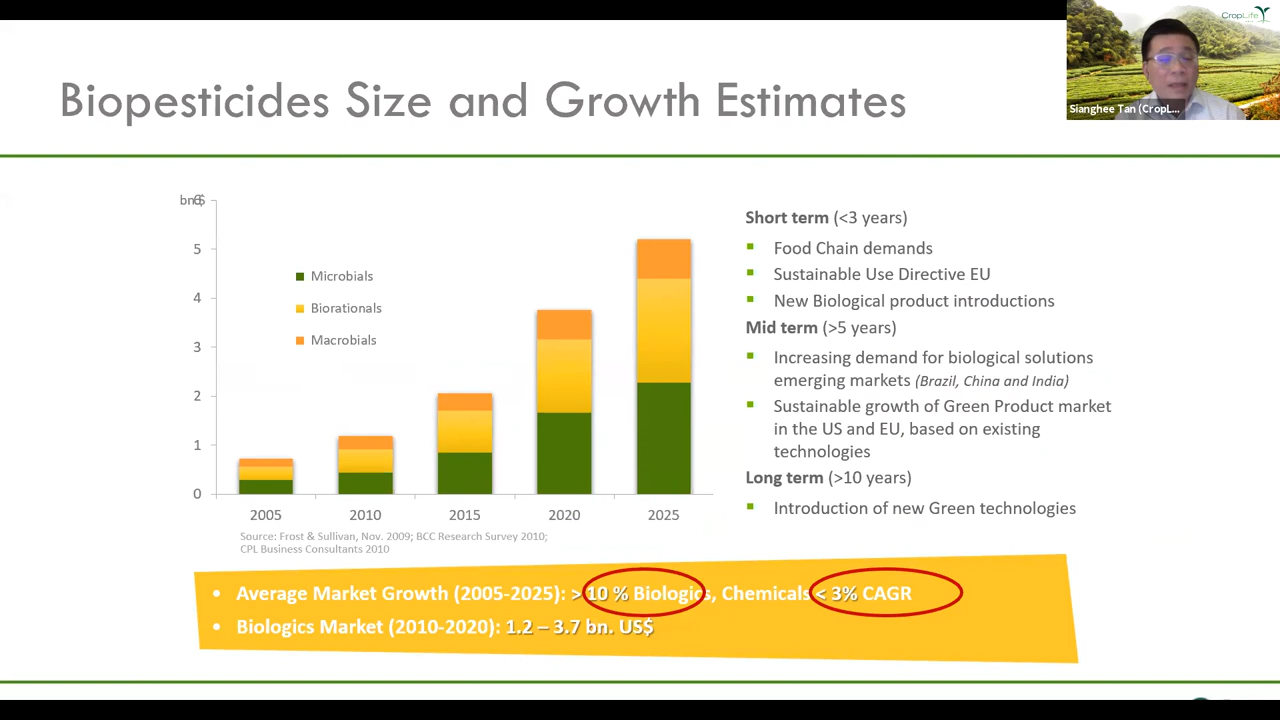 CropLife
Sianghee Tan (CropL...
Biopesticides Size and Growth Estimates
bn $
6
5
4
3
2
1
0
Microbials
Biorationals
Macrobials
2005 2010 2015 2020 2025
Source: Frost & Sullivan, Nov. 2009; BCC Research Survey 2010;
CPL Business Consultants 2010
Short term (<3 years)
Food Chain demands
Sustainable Use Directive EU
New Biological product introductions
Mid term (>5 years)
Increasing demand for biological solutions
emerging markets (Brazil, China and India)
Sustainable growth of Green Product market
in the US and EU, based on existing
technologies
Long term (>10 years)
Introduction of new Green technologies
• Average Market Growth (2005-2025): > 10 % Biologics, Chemicals < 3% CAGR
• Biologics Market (2010-2020): 1.2 – 3.7 bn. US$